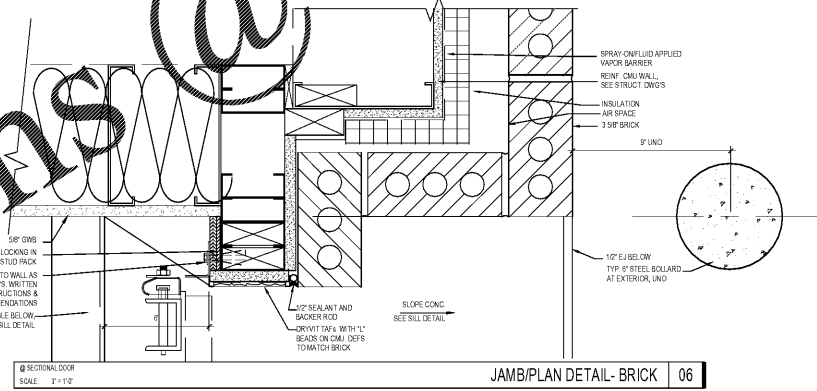 @
ns
SPRAY-ON/FLUID APPLIED
VAPOR BARRIER
REINF. CMU WALL,
SEE STRUCT. DWG'S
INSULATION
AIR SPACE
3 5/8" BRICK
9" UNO
5/8" GWB
LOCKING IN
STUD PACK
TO WALL AS
'S WRITTEN
RUCTIONS &
ENDATIONS
LE BELOW,
SILL DETAIL
6"
1/2" SEALANT AND
BACKER ROD
DRYVIT TAFs WITH "L"
BEADS ON CMU. DEFS
TO MATCH BRICK
SLOPE CONC.
SEE SILL DETAIL
1/2" EJ BELOW
TYP. 6" STEEL BOLLARD
AT EXTERIOR, UNO
@ SECTIONAL DOOR
SCALE: 3" = 1'-0"
JAMB/PLAN DETAIL- BRICK 06